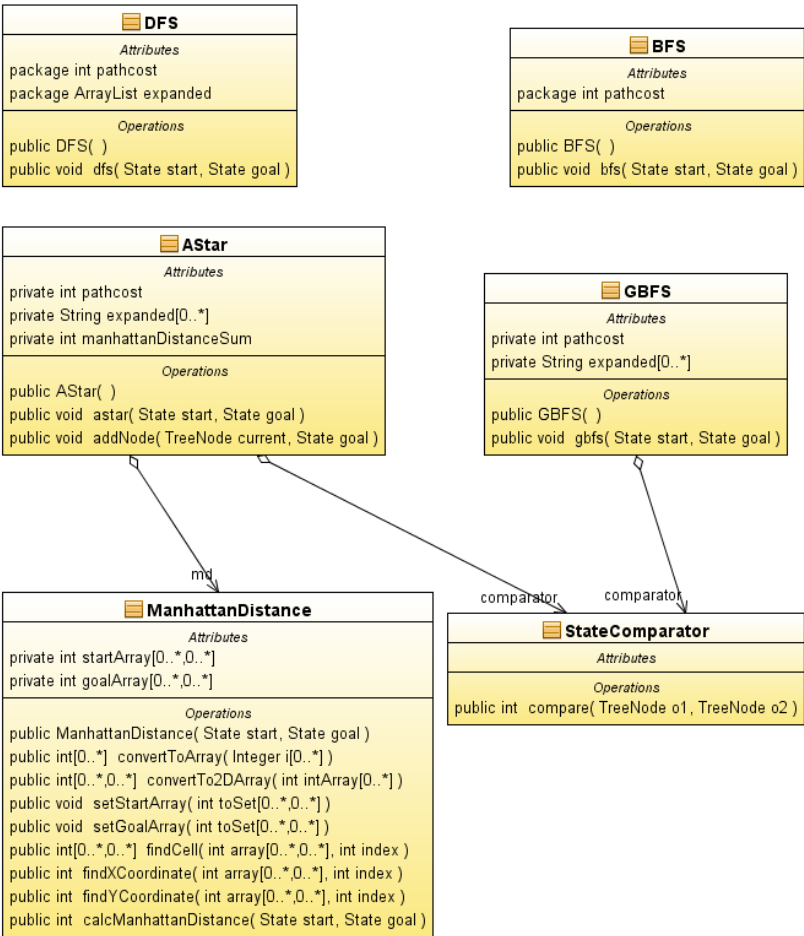 DFS
Attributes
package int pathcost
package ArrayList expanded
Operations
public DFS( )
public void dfs( State start, State goal )
BFS
Attributes
package int pathcost
Operations
public BFS( )
public void bfs( State start, State goal )
AStar
Attributes
private int pathcost
private String expanded[0..*]
private int manhattanDistanceSum
Operations
public AStar( )
public void astar( State start, State goal )
public void addNode( TreeNode current, State goal )
GBFS
Attributes
private int pathcost
private String expanded[0..*]
Operations
public GBFS( )
public void gbfs( State start, State goal )
md
comparator
comparator
ManhattanDistance
Attributes
private int startArray[0..*,0..*]
private int goalArray[0..*,0..*]
Operations
public ManhattanDistance( State start, State goal )
public int[0..*] convertToArray( Integer i[0..*] )
public int[0..*,0..*] convertTo2DArray( int intArray[0..*] )
public void setStartArray( int toSet[0..*,0..*] )
public void setGoalArray( int toSet[0..*,0..*] )
public int[0..*,0..*] findCell( int array[0..*,0..*], int index )
public int findXCoordinate( int array[0..*,0..*], int index )
public int findYCoordinate( int array[0..*,0..*], int index )
public int calcManhattanDistance( State start, State goal )
StateComparator
Attributes
Operations
public int compare( TreeNode o1, TreeNode o2 )